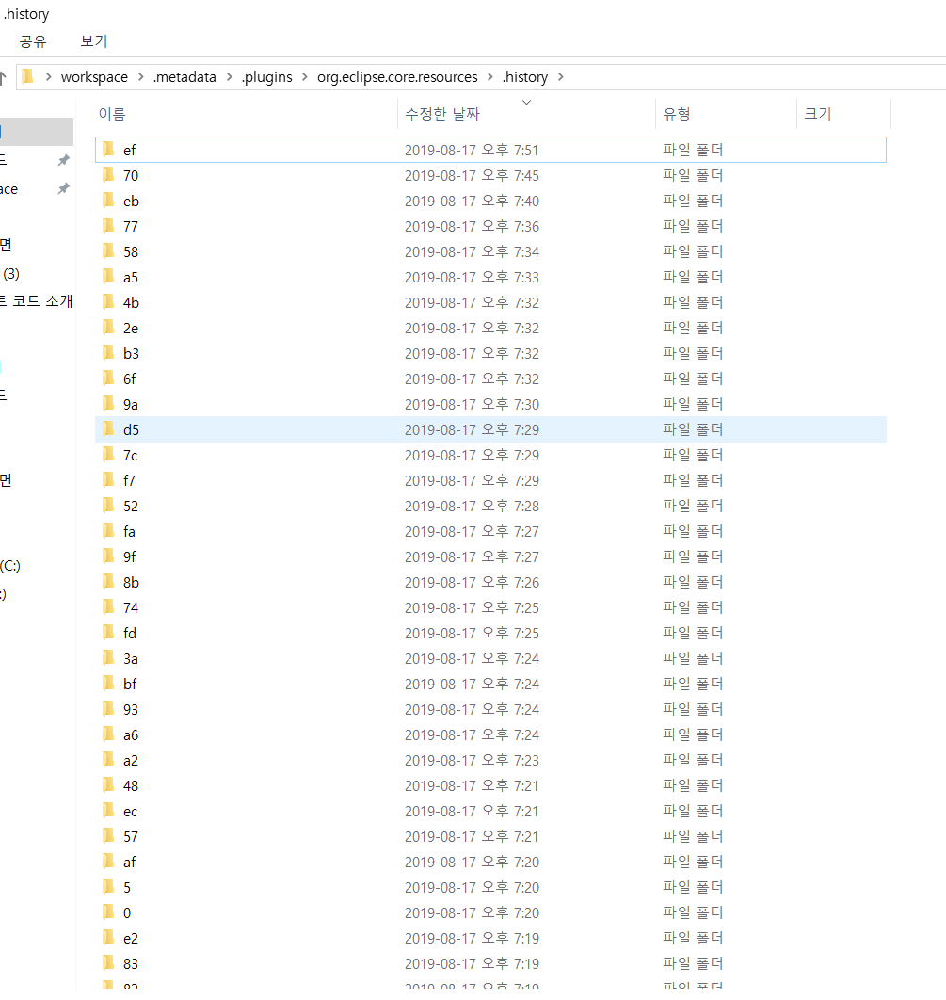 .history
공유 보기
workspace > .metadata > .plugins > org.eclipse.core.resources > .history >
이름 수정한 날짜 유형 크기
ef 2019-08-17 오후 7:51 파일 폴더
70 2019-08-17 오후 7:45 파일 폴더
eb 2019-08-17 오후 7:40 파일 폴더
77 2019-08-17 오후 7:36 파일 폴더
58 2019-08-17 오후 7:34 파일 폴더
a5 2019-08-17 오후 7:33 파일 폴더
4b 2019-08-17 오후 7:32 파일 폴더
2e 2019-08-17 오후 7:32 파일 폴더
b3 2019-08-17 오후 7:32 파일 폴더
6f 2019-08-17 오후 7:32 파일 폴더
9a 2019-08-17 오후 7:30 파일 폴더
d5 2019-08-17 오후 7:29 파일 폴더
7c 2019-08-17 오후 7:29 파일 폴더
f7 2019-08-17 오후 7:29 파일 폴더
52 2019-08-17 오후 7:28 파일 폴더
fa 2019-08-17 오후 7:27 파일 폴더
9f 2019-08-17 오후 7:27 파일 폴더
8b 2019-08-17 오후 7:26 파일 폴더
74 2019-08-17 오후 7:25 파일 폴더
fd 2019-08-17 오후 7:25 파일 폴더
3a 2019-08-17 오후 7:24 파일 폴더
bf 2019-08-17 오후 7:24 파일 폴더
93 2019-08-17 오후 7:24 파일 폴더
a6 2019-08-17 오후 7:24 파일 폴더
a2 2019-08-17 오후 7:23 파일 폴더
48 2019-08-17 오후 7:21 파일 폴더
ec 2019-08-17 오후 7:21 파일 폴더
57 2019-08-17 오후 7:21 파일 폴더
af 2019-08-17 오후 7:20 파일 폴더
5 2019-08-17 오후 7:20 파일 폴더
0 2019-08-17 오후 7:20 파일 폴더
e2 2019-08-17 오후 7:19 파일 폴더
83 2019-08-17 오후 7:19 파일 폴더
드
ace
면
(3)
트 코드 소개
드
면
(C:)
:)